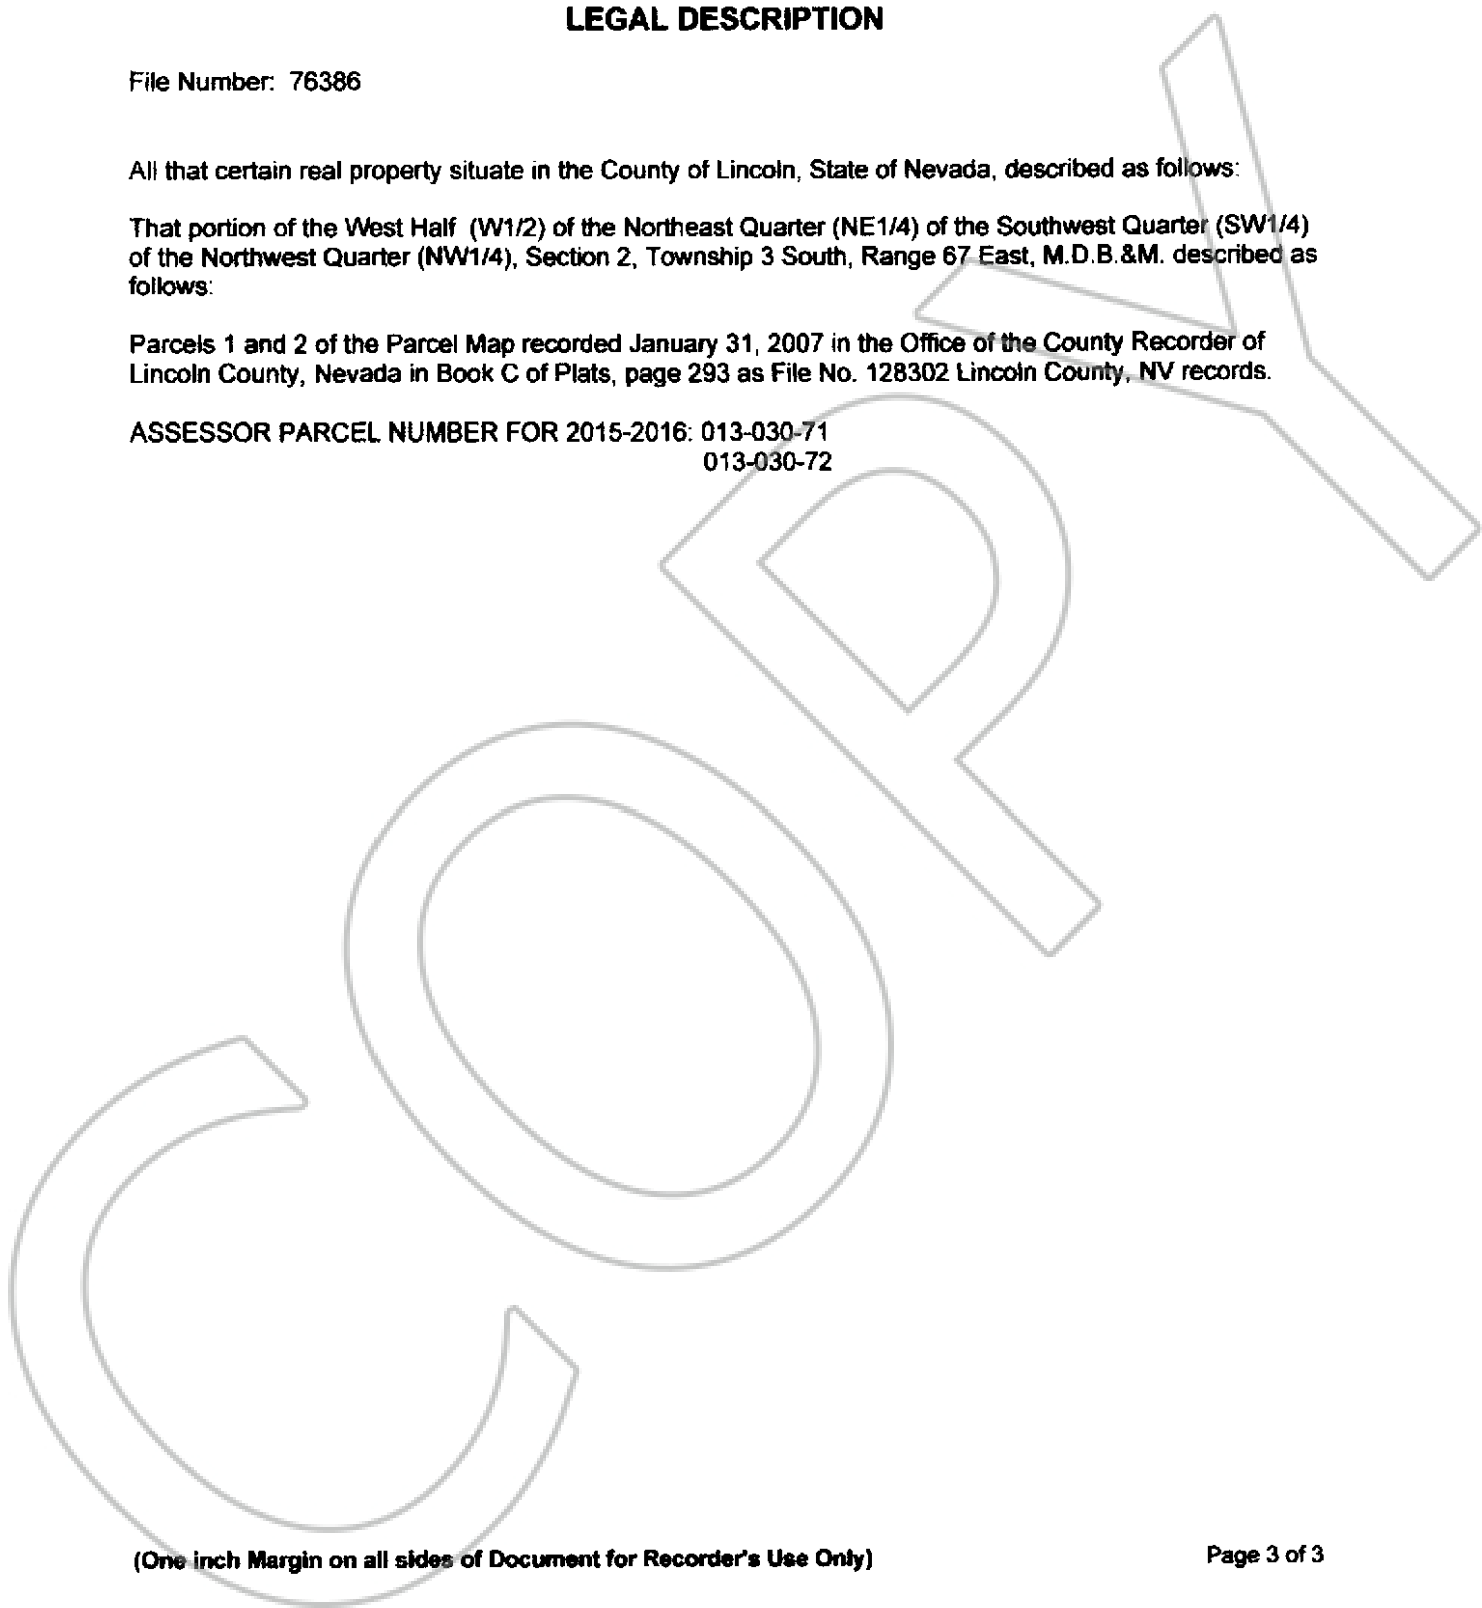 LEGAL DESCRIPTION
File Number: 76386
All that certain real property situate in the County of Lincoln, State of Nevada, described as follows:
That portion of the West Half (W1/2) of the Northeast Quarter (NE1/4) of the Southwest Quarter (SW1/4)
of the Northwest Quarter (NW1/4), Section 2, Township 3 South, Range 67 East, M.D.B.&M. described as
follows:
Parcels 1 and 2 of the Parcel Map recorded January 31, 2007 in the Office of the County Recorder of
Lincoln County, Nevada in Book C of Plats, page 293 as File No. 128302 Lincoln County, NV records.
ASSESSOR PARCEL NUMBER FOR 2015-2016: 013-030-71
013-030-72
COPY
(One inch Margin on all sides of Document for Recorder's Use Only)
Page 3 of 3